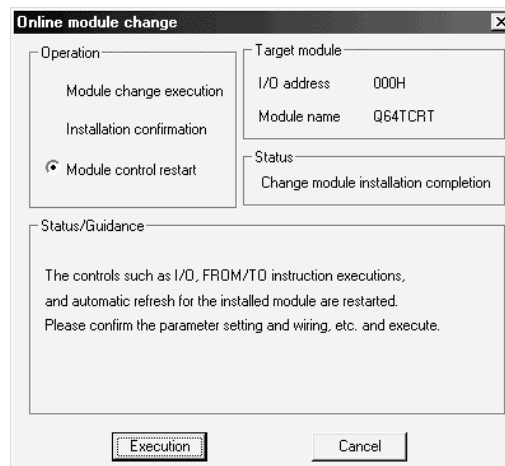 Online module change
Operation
Module change execution
Installation confirmation
Module control restart
Target module
I/O address 000H
Module name Q64TCRT
Status
Change module installation completion
Status/Guidance
The controls such as I/O, FROM/TO instruction executions,
and automatic refresh for the installed module are restarted.
Please confirm the parameter setting and wiring, etc. and execute.
Execution Cancel